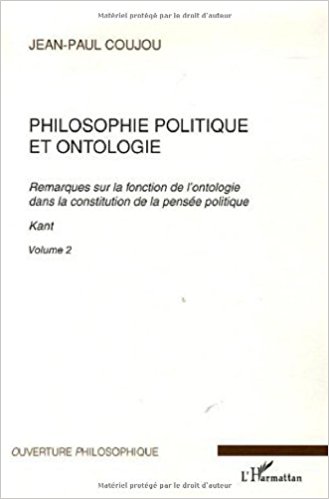 Matériel protégé par le droit d'auteur
JEAN-PAUL COUJOU
PHILOSOPHIE POLITIQUE
ET ONTOLOGIE
Remarques sur la fonction de l'ontologie
dans la constitution de la pensée politique
Kant
Volume 2
OUVERTURE PHILOSOPHIQUE
L'Harmattan
Matériel protégé par le droit d'auteur